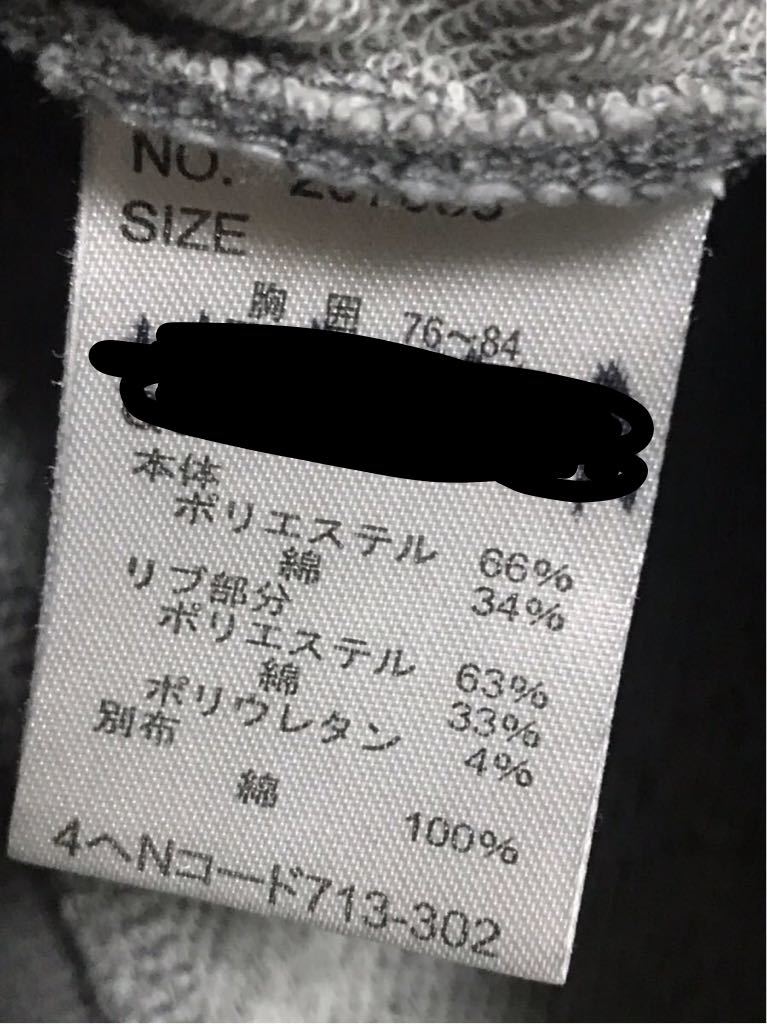 NO.
SIZE
胸 囲 76～84
本体
ポリエステル 66%
綿 34%
リブ部分
ポリエステル 63%
綿 33%
ポリウレタン 4%
別布
綿 100%
4ヘNコード713-302